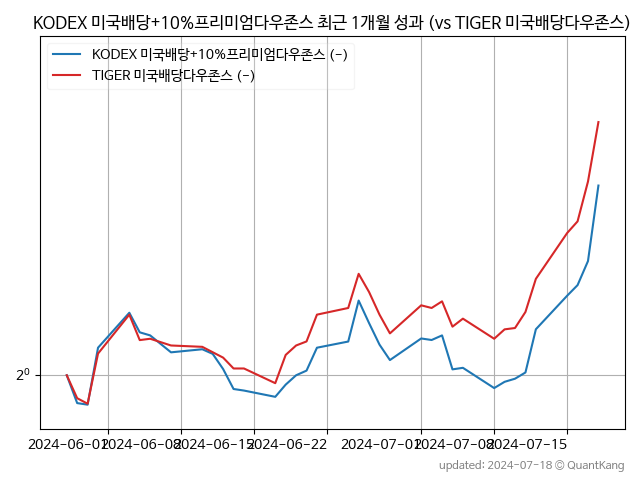 KODEX 미국배당+10%프리미엄다우존스 최근 1개월 성과 (vs TIGER 미국배당다우존스)
KODEX 미국배당+10%프리미엄다우존스 (-)
TIGER 미국배당다우존스 (-)
2⁰
2024-06-01 2024-06-08 2024-06-15 2024-06-22 2024-07-01 2024-07-08 2024-07-15
updated: 2024-07-18 © QuantKang